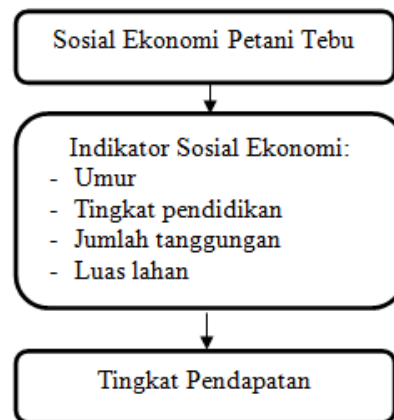 Sosial Ekonomi Petani Tebu
Indikator Sosial Ekonomi:
- Umur
- Tingkat pendidikan
- Jumlah tanggungan
- Luas lahan
Tingkat Pendapatan